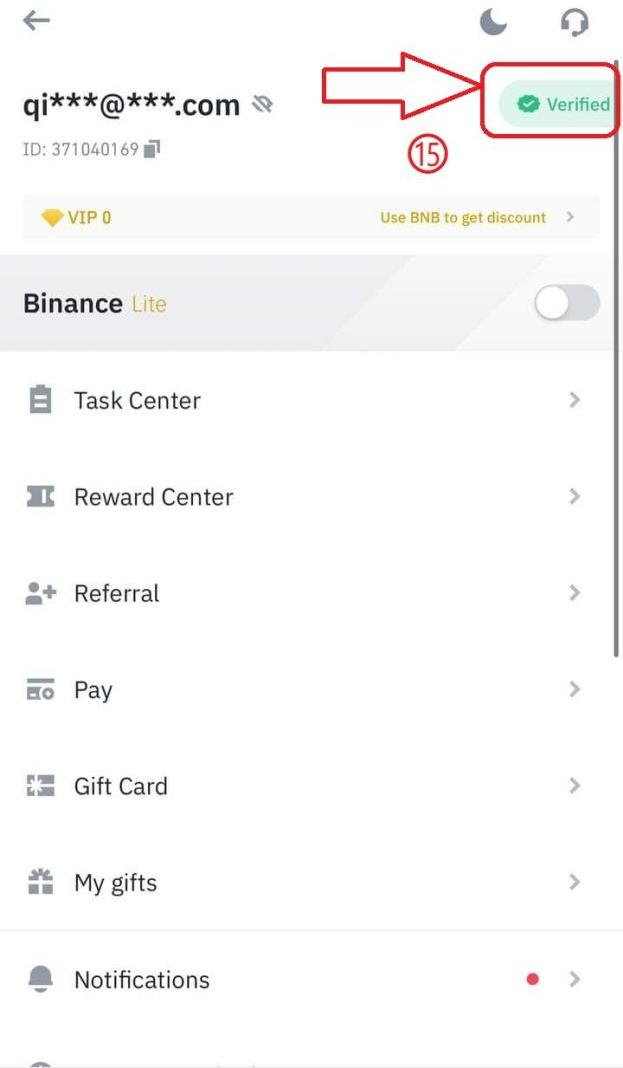 qi***@***.com
Verified
ID: 371040169
⑮
VIP 0 Use BNB to get discount
Binance Lite
Task Center
Reward Center
Referral
Pay
Gift Card
My gifts
Notifications